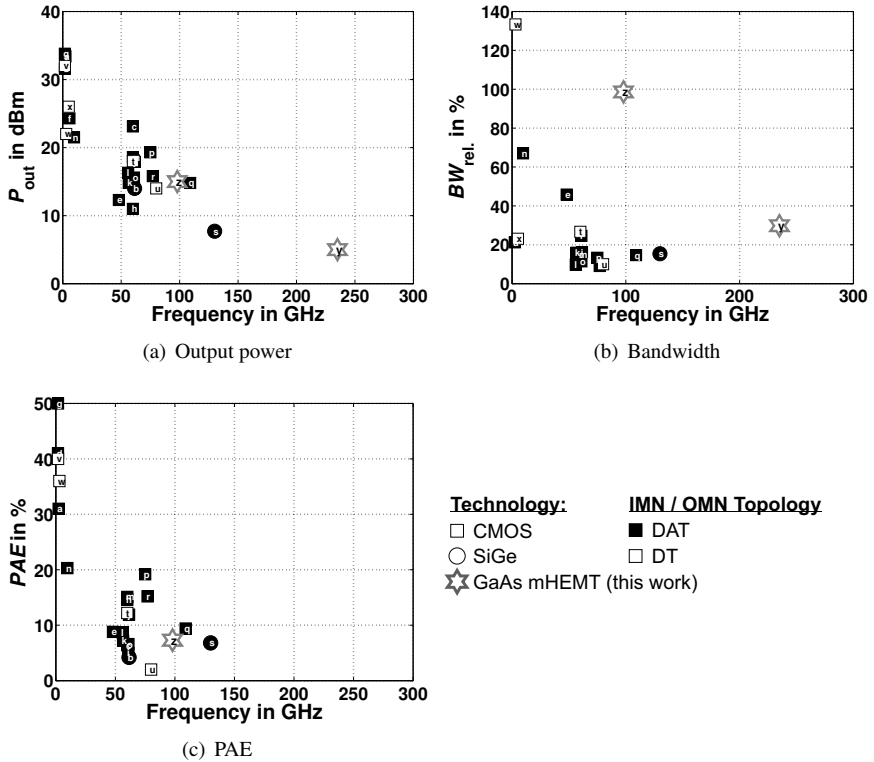 40
30
20
10
0
P_out in dBm
g
v
x
f
w
n
c
p
t
l
k
o
r
b
z
q
u
e
h
s
y
0
50
100
150
200
250
300
Frequency in GHz
(a) Output power
140
120
100
80
60
40
20
0
BW_rel. in %
w
z
n
e
y
x
t
k
m
p
q
s
l
o
u
0
100
200
300
Frequency in GHz
(b) Bandwidth
50
40
30
20
10
0
PAE in %
g
v
w
a
n
p
r
t
e
k
q
z
s
b
u
0
50
100
150
200
250
300
Frequency in GHz
(c) PAE
Technology: IMN / OMN Topology
CMOS DAT
SiGe DT
GaAs mHEMT (this work)